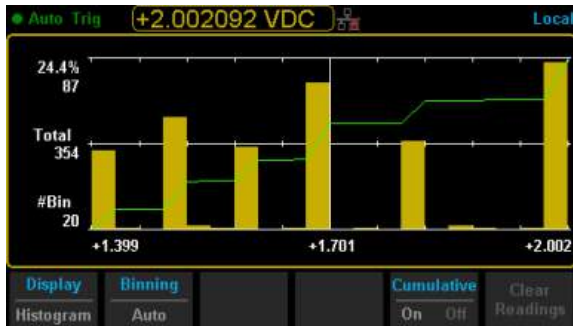 Auto Trig +2.002092 VDC Local
24.4%
87
Total
354
#Bin
20
+1.399 +1.701 +2.002
Display Binning Cumulative Clear
Histogram Auto On Off Readings